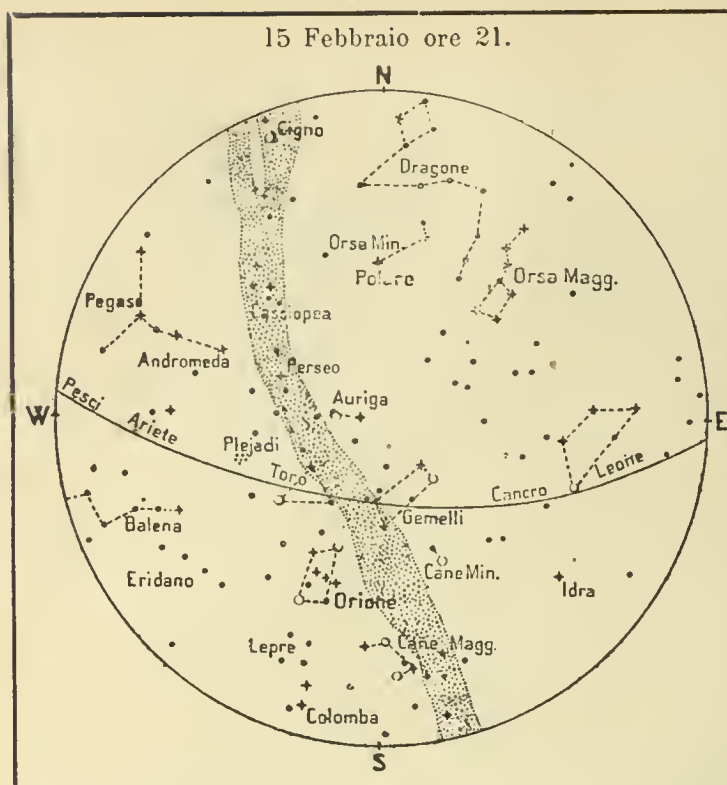 15 Febbraio ore 21.
N
Cigno
Dragone
Orsa Min.
Polare
Orsa Magg.
Pegaso
Cassiopea
Andromeda
Perseo
Pesci
Auriga
W
Ariete
E
Plejadi
Leone
Toro
Cancro
Gemelli
Balena
Eridano
Cane Min.
Idra
Orione
Lepre
Cane Magg.
Colomba
S